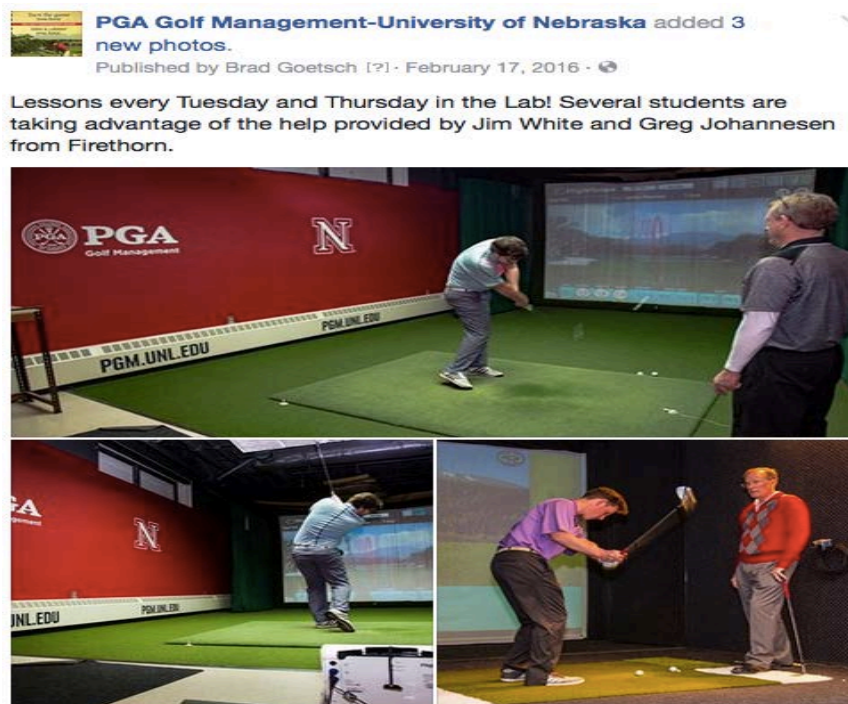 PGA Golf Management-University of Nebraska added 3
new photos.
Published by Brad Goetsch [?] · February 17, 2016 ·
Lessons every Tuesday and Thursday in the Lab! Several students are
taking advantage of the help provided by Jim White and Greg Johannesen
from Firethorn.
PGA
Golf Management
N
PGM.UNL.EDU
PGM.UNL.EDU
GA
N
UNL.EDU
PGM.UNL.EDU